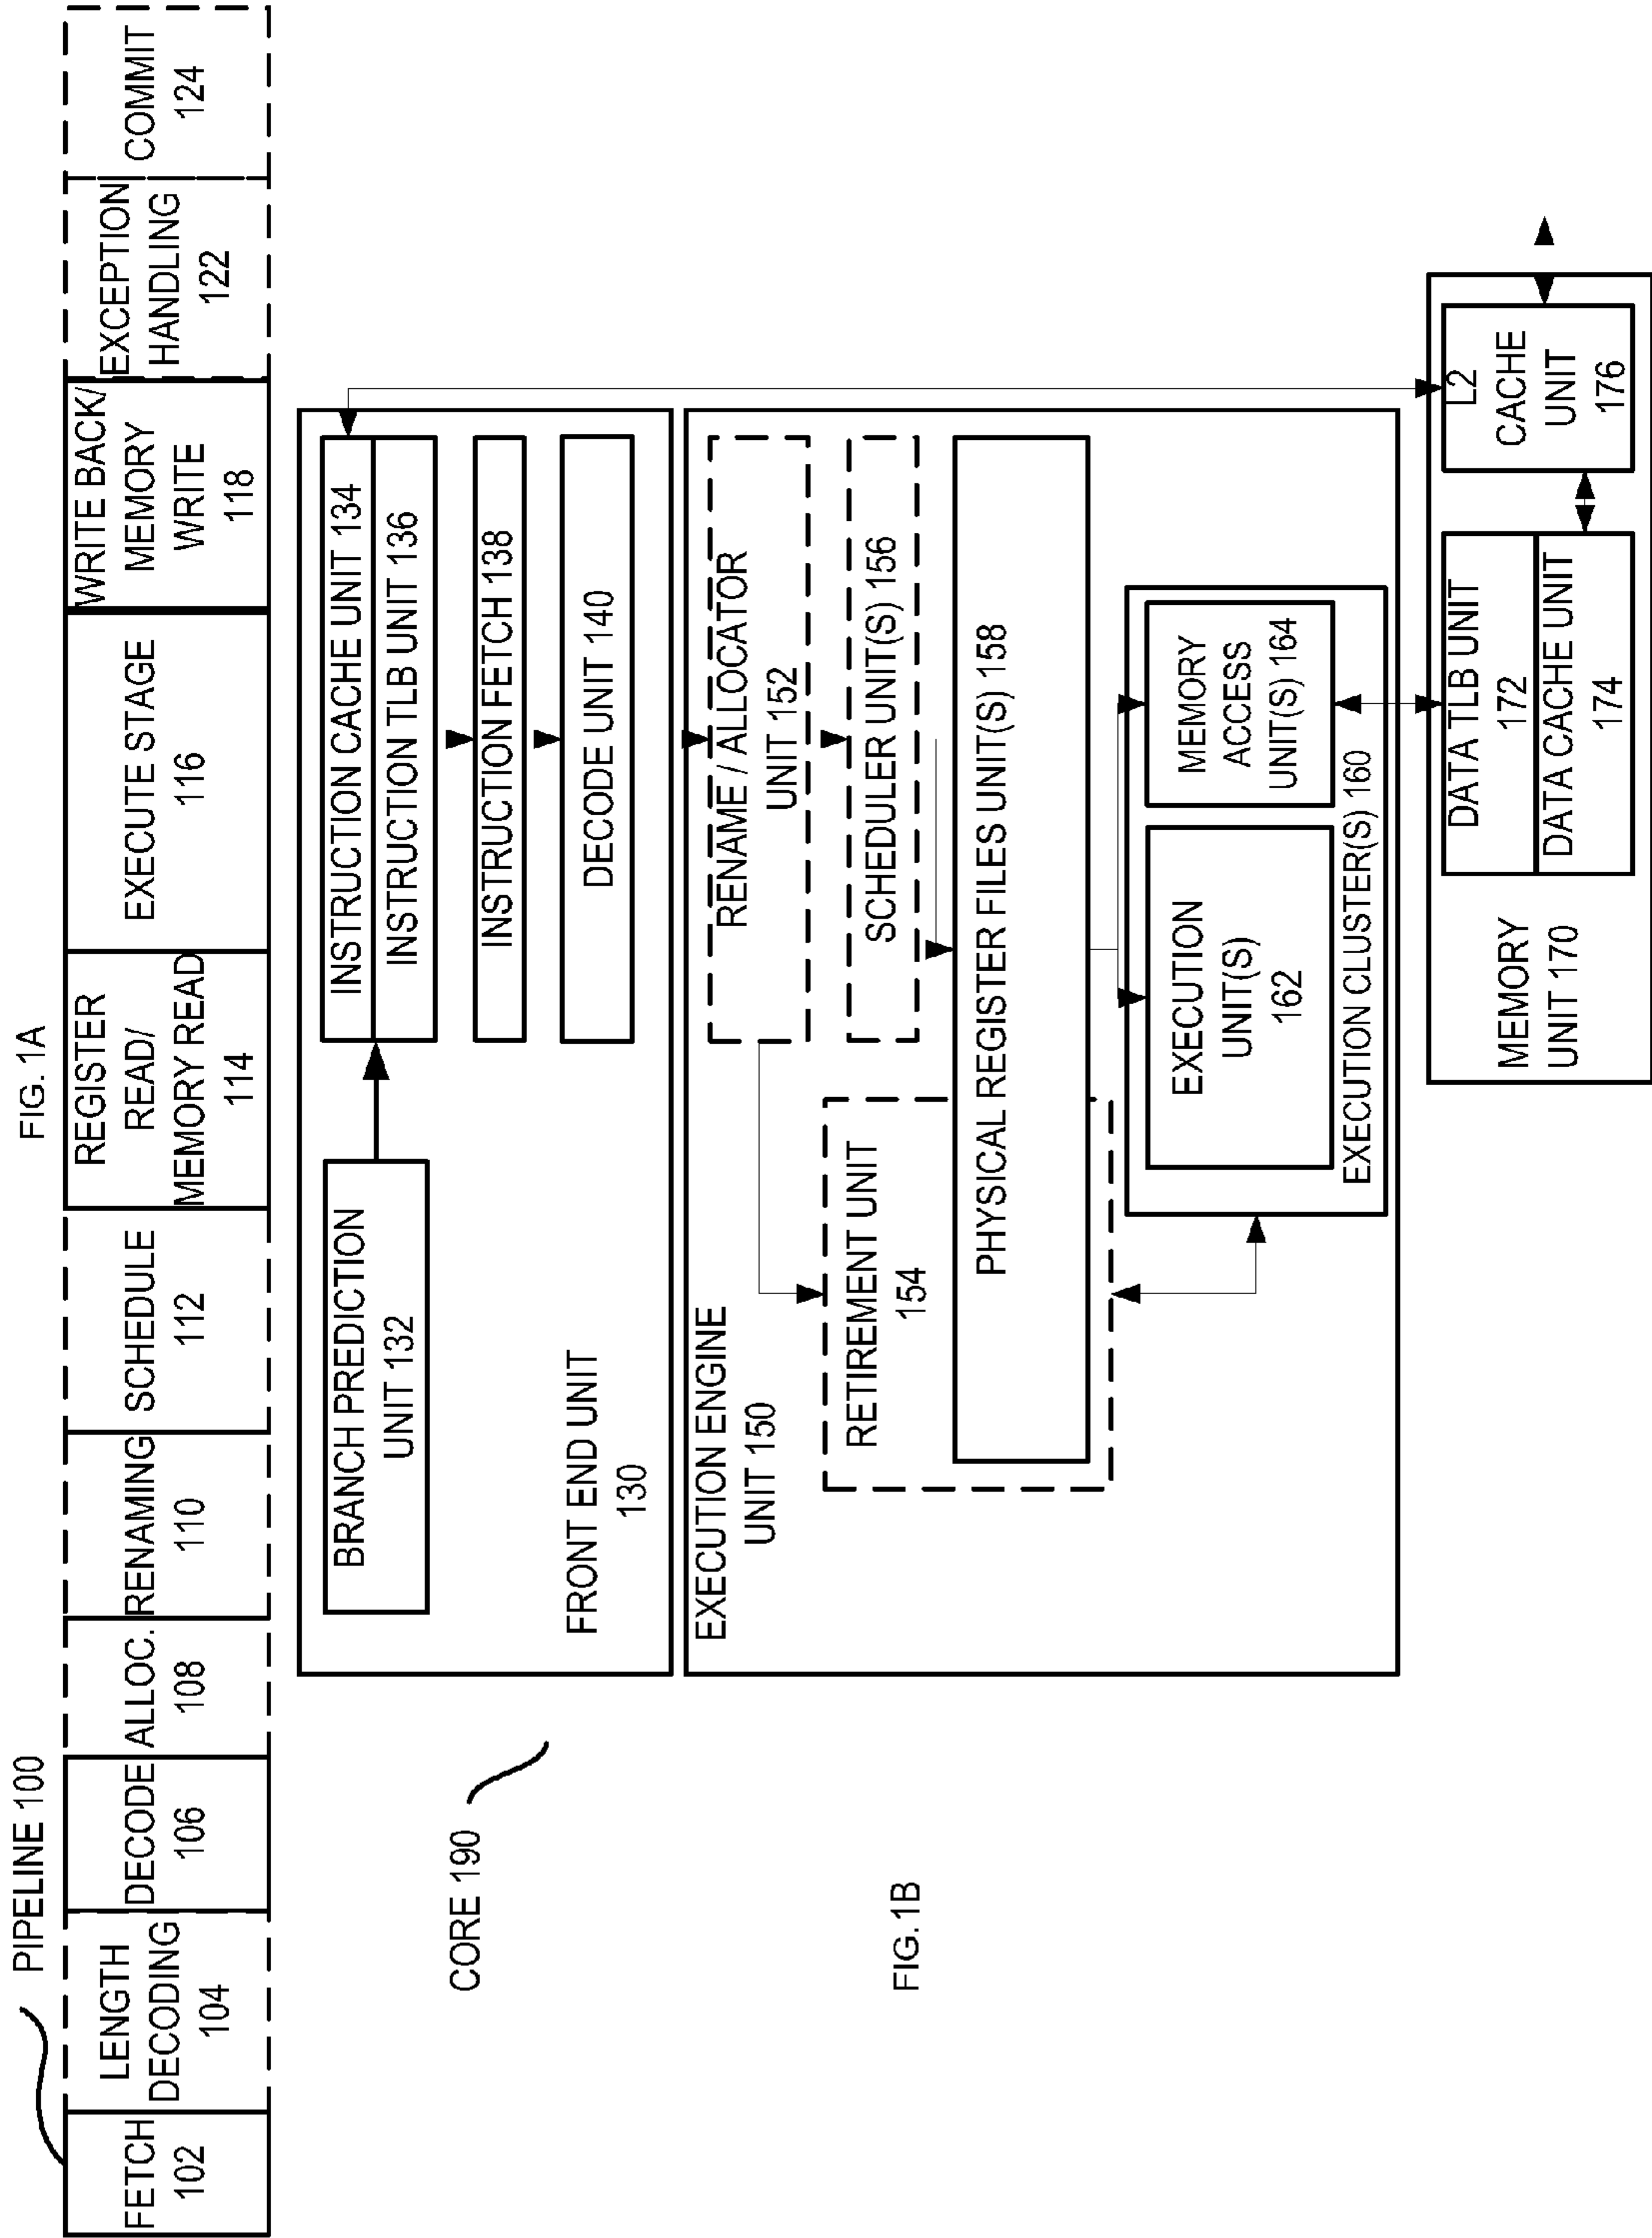 FIG. 1A
PIPELINE 100
FETCH
102
LENGTH
DECODING
104
DECODE
106
ALLOC.
108
RENAMING
110
SCHEDULE
112
REGISTER
READ/
MEMORY READ
114
EXECUTE STAGE
116
WRITE BACK/
MEMORY
WRITE
118
EXCEPTION
HANDLING
122
COMMIT
124
CORE 190
FRONT END UNIT
130
BRANCH PREDICTION
UNIT 132
INSTRUCTION CACHE UNIT 134
INSTRUCTION TLB UNIT 136
INSTRUCTION FETCH 138
DECODE UNIT 140
EXECUTION ENGINE
UNIT 150
RENAME / ALLOCATOR
UNIT 152
RETIREMENT UNIT
154
SCHEDULER UNIT(S) 156
PHYSICAL REGISTER FILES UNIT(S) 158
EXECUTION
UNIT(S)
162
MEMORY
ACCESS
UNIT(S) 164
EXECUTION CLUSTER(S) 160
MEMORY
UNIT 170
DATA TLB UNIT
172
DATA CACHE UNIT
174
L2
CACHE
UNIT
176
FIG.1B